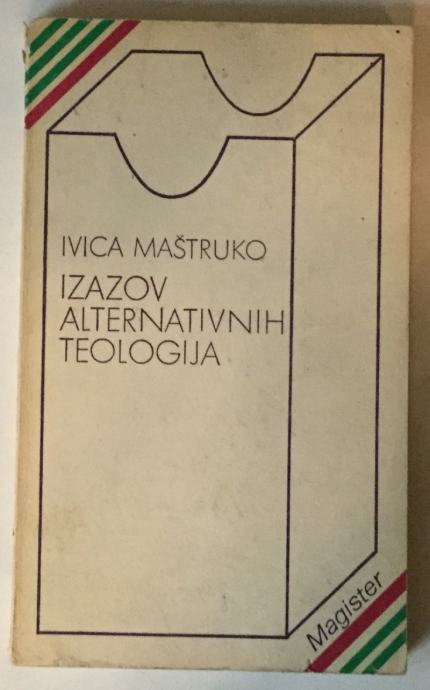 IVICA MAŠTRUKO
IZAZOV
ALTERNATIVNIH
TEOLOGIJA
Magister